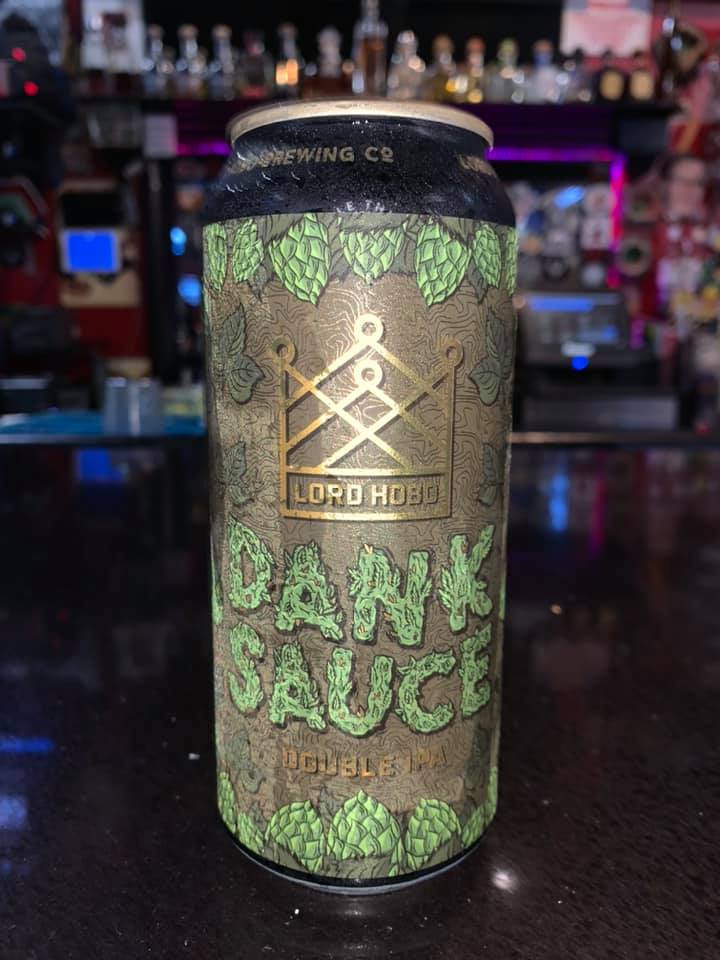 BREWING Cº
LORD HOBO
DANK
SAUCE
DOUBLE IPA